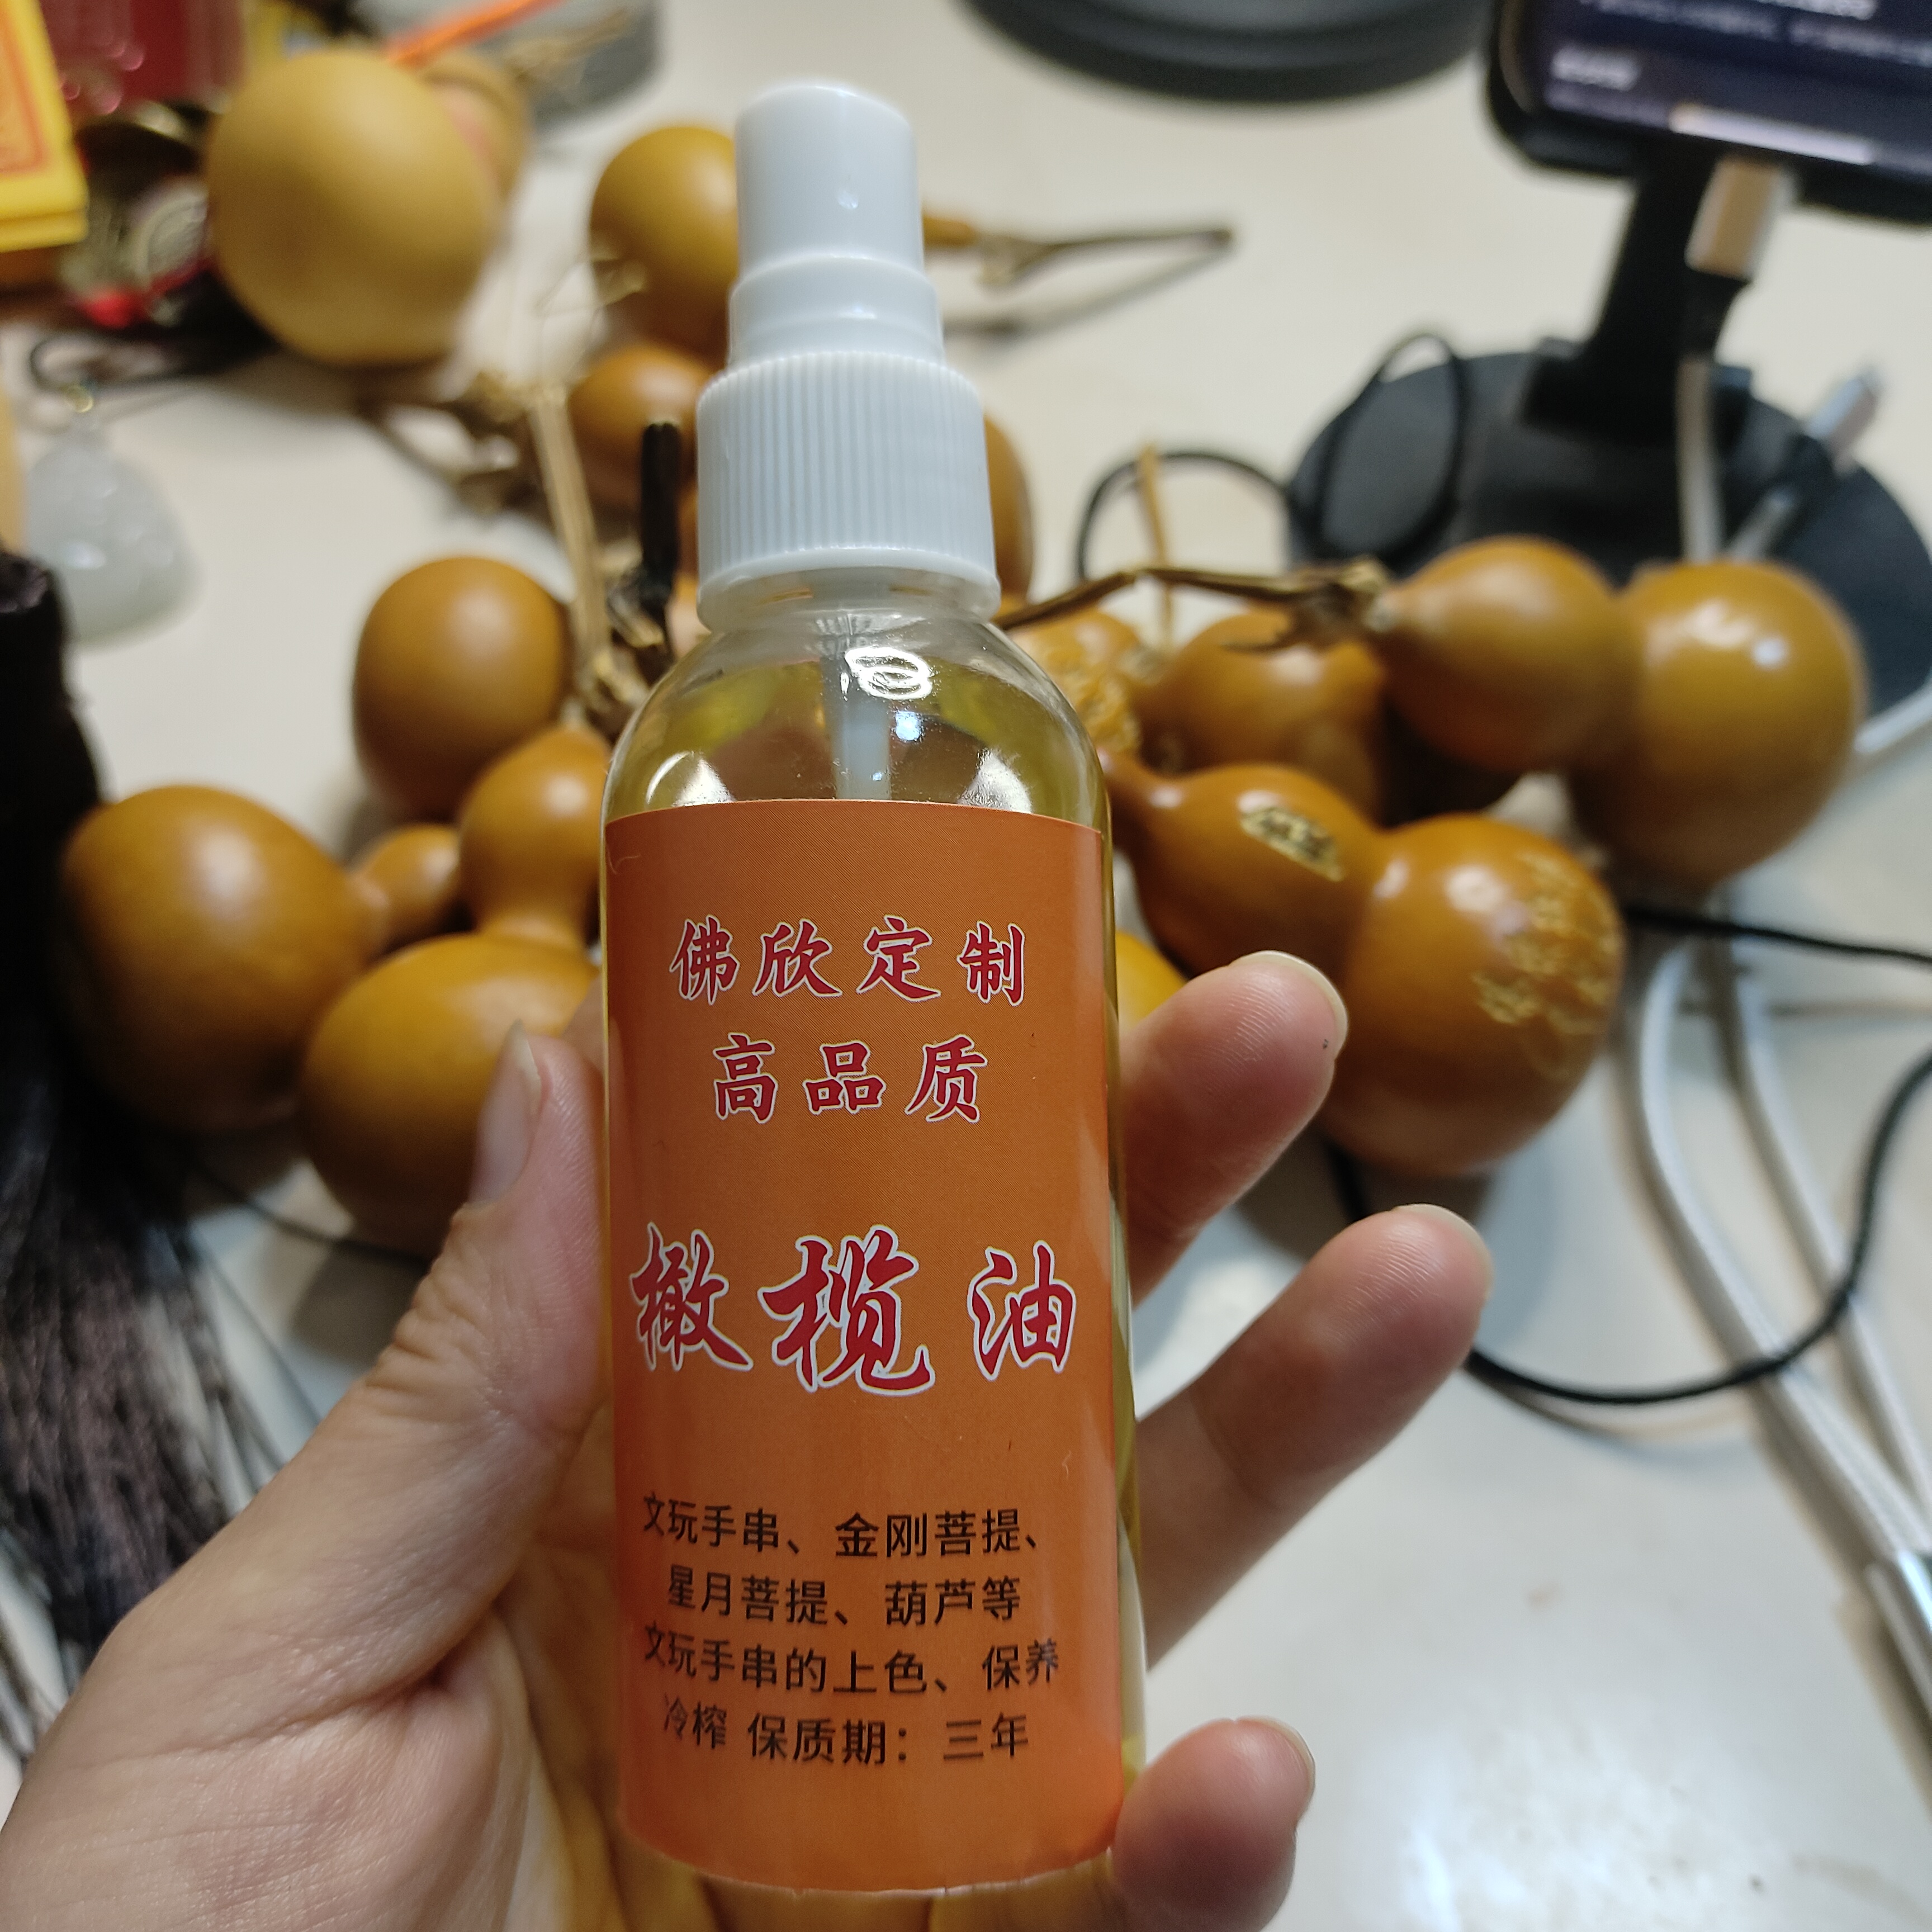 佛欣定制
高品质
橄榄油
文玩手串、金刚菩提、
星月菩提、葫芦等
文玩手串的上色、保养
冷榨 保质期：三年